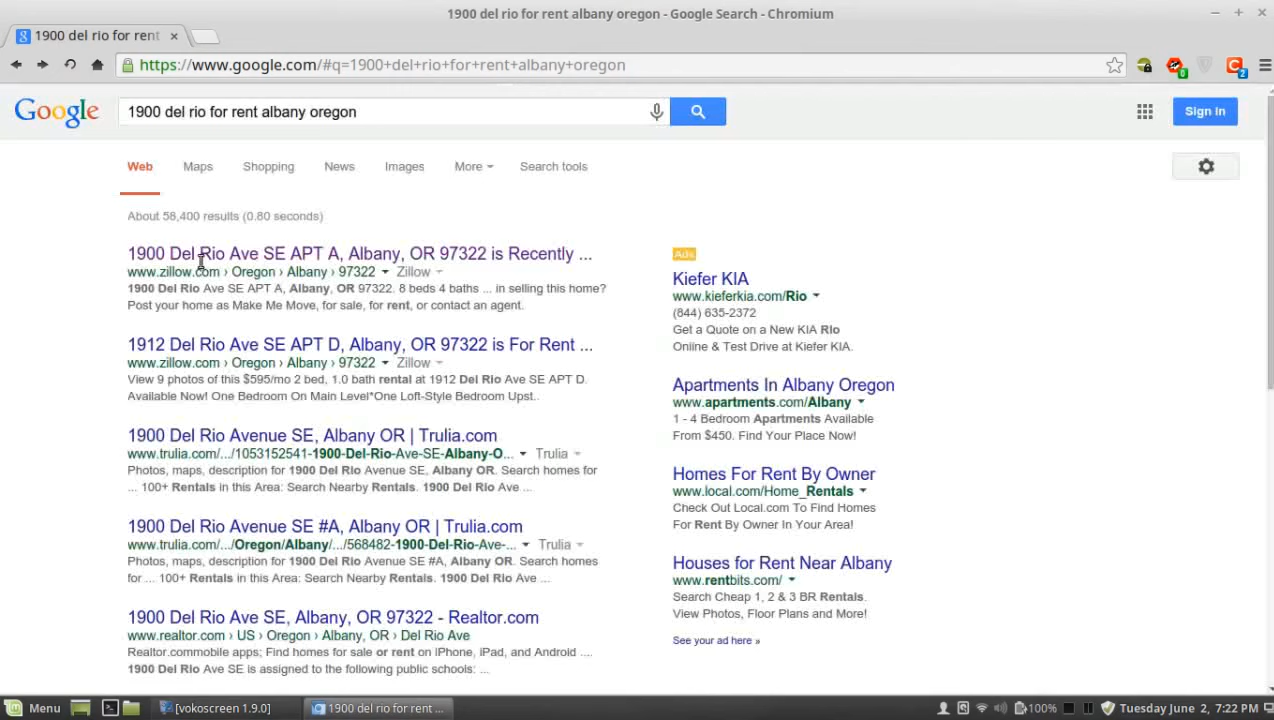 1900 del rio for rent albany oregon - Google Search - Chromium
1900 del rio for rent
https://www.google.com/#q=1900+del+rio+for+rent+albany+oregon
0
2
Google
1900 del rio for rent albany oregon
Sign in
Web Maps Shopping News Images More Search tools
About 58,400 results (0.80 seconds)
1900 Del Rio Ave SE APT A, Albany, OR 97322 is Recently ...
www.zillow.com › Oregon › Albany › 97322 Zillow
1900 Del Rio Ave SE APT A, Albany, OR 97322. 8 beds 4 baths ... in selling this home?
Post your home as Make Me Move, for sale, for rent, or contact an agent.
1912 Del Rio Ave SE APT D, Albany, OR 97322 is For Rent ...
www.zillow.com › Oregon › Albany › 97322 Zillow
View 9 photos of this $595/mo 2 bed, 1.0 bath rental at 1912 Del Rio Ave SE APT D.
Available Now! One Bedroom On Main Level*One Loft-Style Bedroom Upst..
1900 Del Rio Avenue SE, Albany OR | Trulia.com
www.trulia.com/.../1053152541-1900-Del-Rio-Ave-SE-Albany-O... Trulia
Photos, maps, description for 1900 Del Rio Avenue SE, Albany OR. Search homes for
... 100+ Rentals in this Area: Search Nearby Rentals. 1900 Del Rio Ave ...
1900 Del Rio Avenue SE #A, Albany OR | Trulia.com
www.trulia.com/.../Oregon/Albany/.../568482-1900-Del-Rio-Ave-... Trulia
Photos, maps, description for 1900 Del Rio Avenue SE #A, Albany OR. Search homes
for ... 100+ Rentals in this Area: Search Nearby Rentals. 1900 Del Rio Ave ...
1900 Del Rio Ave SE, Albany, OR 97322 - Realtor.com
www.realtor.com › US › Oregon › Albany, OR › Del Rio Ave
Realtor.commobile apps; Find homes for sale or rent on iPhone, iPad, and Android ....
1900 Del Rio Ave SE is assigned to the following public schools: ...
Ads
Kiefer KIA
www.kieferkia.com/Rio
(844) 635-2372
Get a Quote on a New KIA RIo
Online & Test Drive at Kiefer KIA.
Apartments In Albany Oregon
www.apartments.com/Albany
1 - 4 Bedroom Apartments Available
From $450. Find Your Place Now!
Homes For Rent By Owner
www.local.com/Home_Rentals
Check Out Local.com To Find Homes
For Rent By Owner In Your Area!
Houses for Rent Near Albany
www.rentbits.com/
Search Cheap 1, 2 & 3 BR Rentals.
View Photos, Floor Plans and More!
See your ad here »
Menu [vokoscreen 1.9.0] 1900 del rio for rent ... 100% Tuesday June 2, 7:22 PM